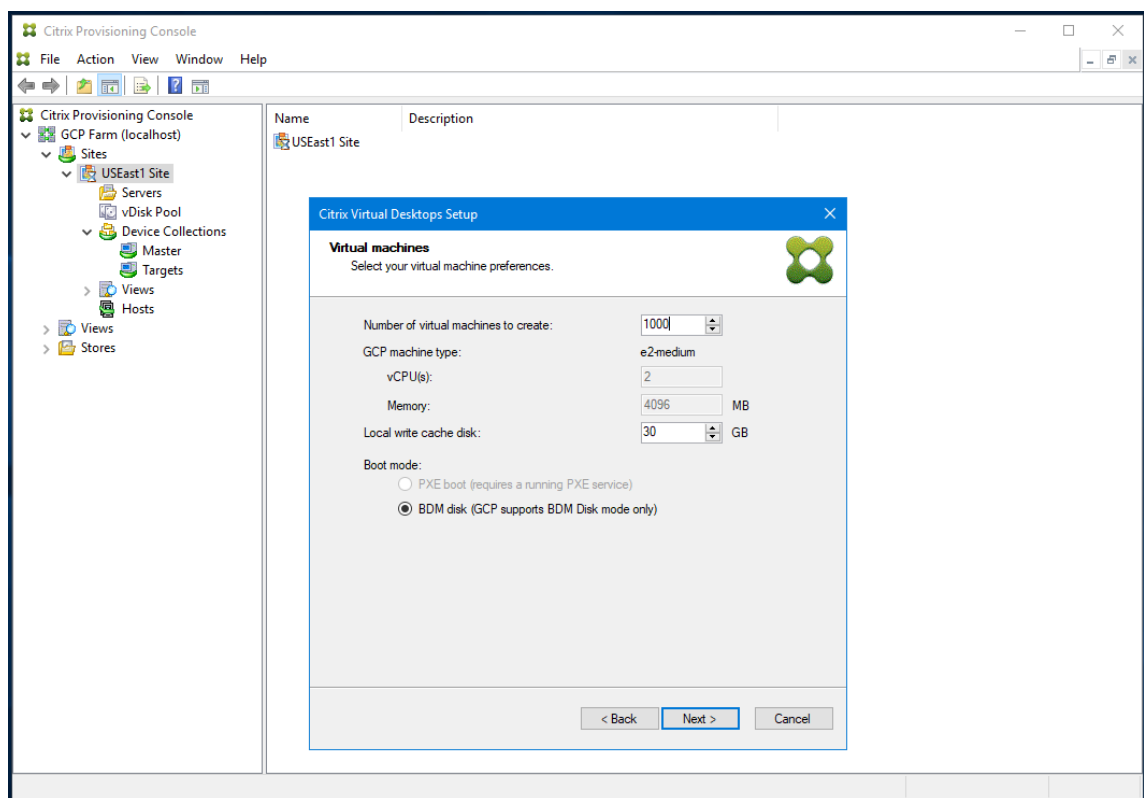 Citrix Provisioning Console
File Action View Window Help
Citrix Provisioning Console
GCP Farm (localhost)
Sites
USEast1 Site
Servers
vDisk Pool
Device Collections
Master
Targets
Views
Hosts
Views
Stores
Name Description
USEast1 Site
Citrix Virtual Desktops Setup
Virtual machines
Select your virtual machine preferences.
Number of virtual machines to create: 1000
GCP machine type: e2-medium
vCPU(s): 2
Memory: 4096 MB
Local write cache disk: 30 GB
Boot mode:
PXE boot (requires a running PXE service)
BDM disk (GCP supports BDM Disk mode only)
< Back Next > Cancel